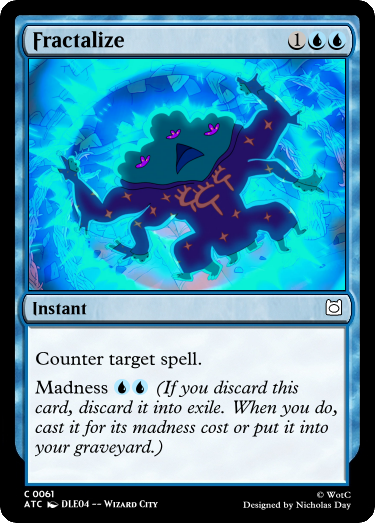 Fractalize 1
Instant
Counter target spell.
Madness (If you discard this
card, discard it into exile. When you do,
cast it for its madness cost or put it into
your graveyard.)
C 0061
© WotC
ATC DLE04 -- Wizard City
Designed by Nicholas Day